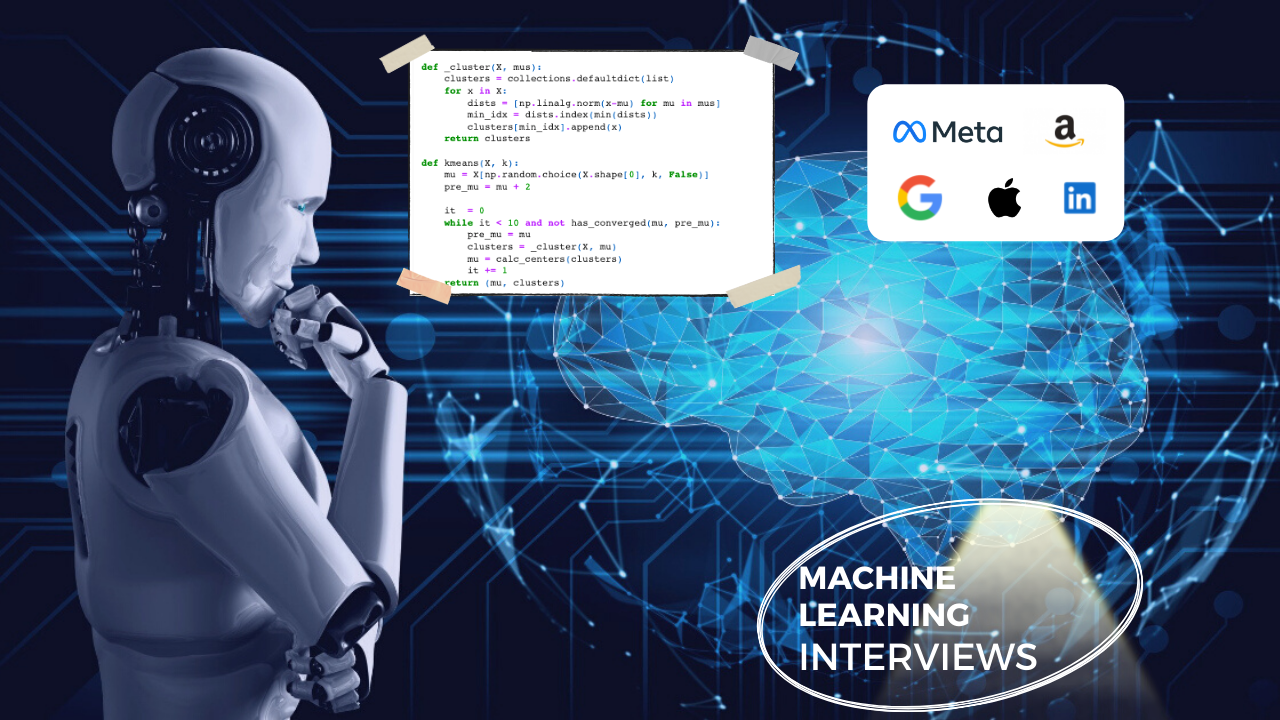 def _cluster(X, mus):
    clusters = collections.defaultdict(list)
    for x in X:
        dists = [np.linalg.norm(x-mu) for mu in mus]
        min_idx = dists.index(min(dists))
        clusters[min_idx].append(x)
    return clusters

def kmeans(X, k):
    mu = X[np.random.choice(X.shape[0], k, False)]
    pre_mu = mu + 2

    it  = 0
    while it < 10 and not has_converged(mu, pre_mu):
        pre_mu = mu
        clusters = _cluster(X, mu)
        mu = calc_centers(clusters)
        it += 1
    return (mu, clusters)
Meta
a
G
in
MACHINE
LEARNING
INTERVIEWS